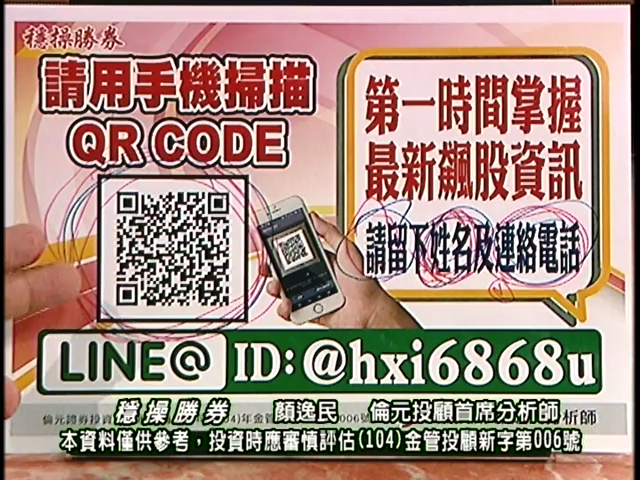 穩操勝券
請用手機掃描
QR CODE
第一時間掌握
最新飆股資訊
請留下姓名及連絡電話
LINE@ ID:@hxi6868u
穩操勝券 顏逸民 倫元投顧首席分析師
本資料僅供參考，投資時應審慎評估(104)金管投顧新字第006號